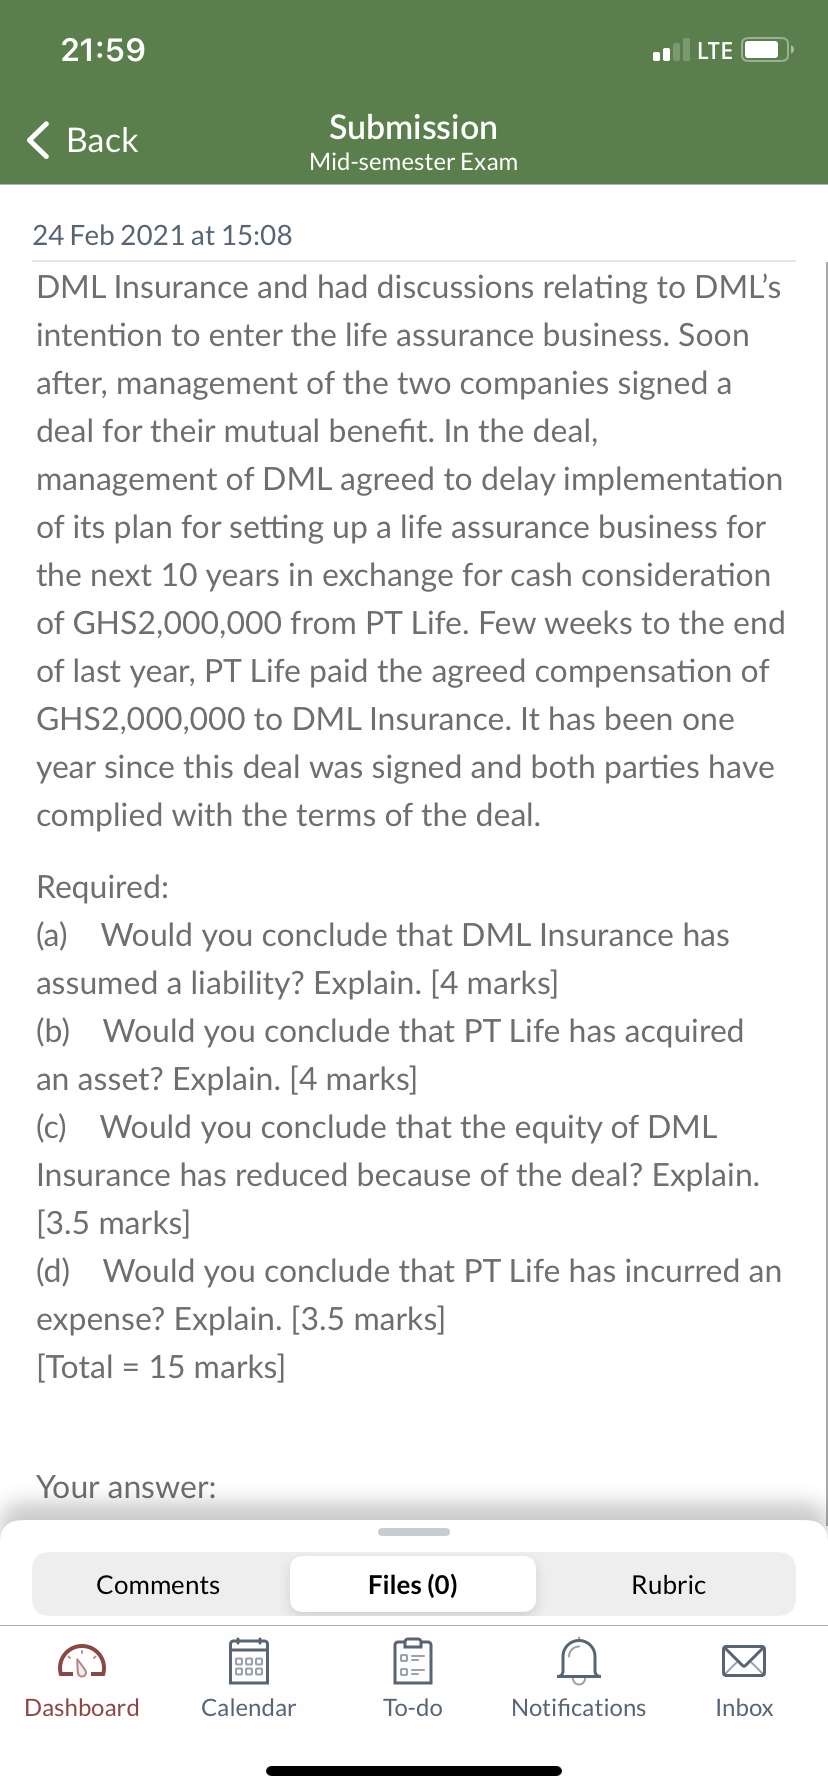 21:59
LTE
Back
Submission
Mid-semester Exam
24 Feb 2021 at 15:08
DML Insurance and had discussions relating to DML’s
intention to enter the life assurance business. Soon
after, management of the two companies signed a
deal for their mutual benefit. In the deal,
management of DML agreed to delay implementation
of its plan for setting up a life assurance business for
the next 10 years in exchange for cash consideration
of GHS2,000,000 from PT Life. Few weeks to the end
of last year, PT Life paid the agreed compensation of
GHS2,000,000 to DML Insurance. It has been one
year since this deal was signed and both parties have
complied with the terms of the deal.
Required:
(a) Would you conclude that DML Insurance has
assumed a liability? Explain. [4 marks]
(b) Would you conclude that PT Life has acquired
an asset? Explain. [4 marks]
(c) Would you conclude that the equity of DML
Insurance has reduced because of the deal? Explain.
[3.5 marks]
(d) Would you conclude that PT Life has incurred an
expense? Explain. [3.5 marks]
[Total = 15 marks]
Your answer:
Comments
Files (0)
Rubric
Dashboard
Calendar
To-do
Notifications
Inbox